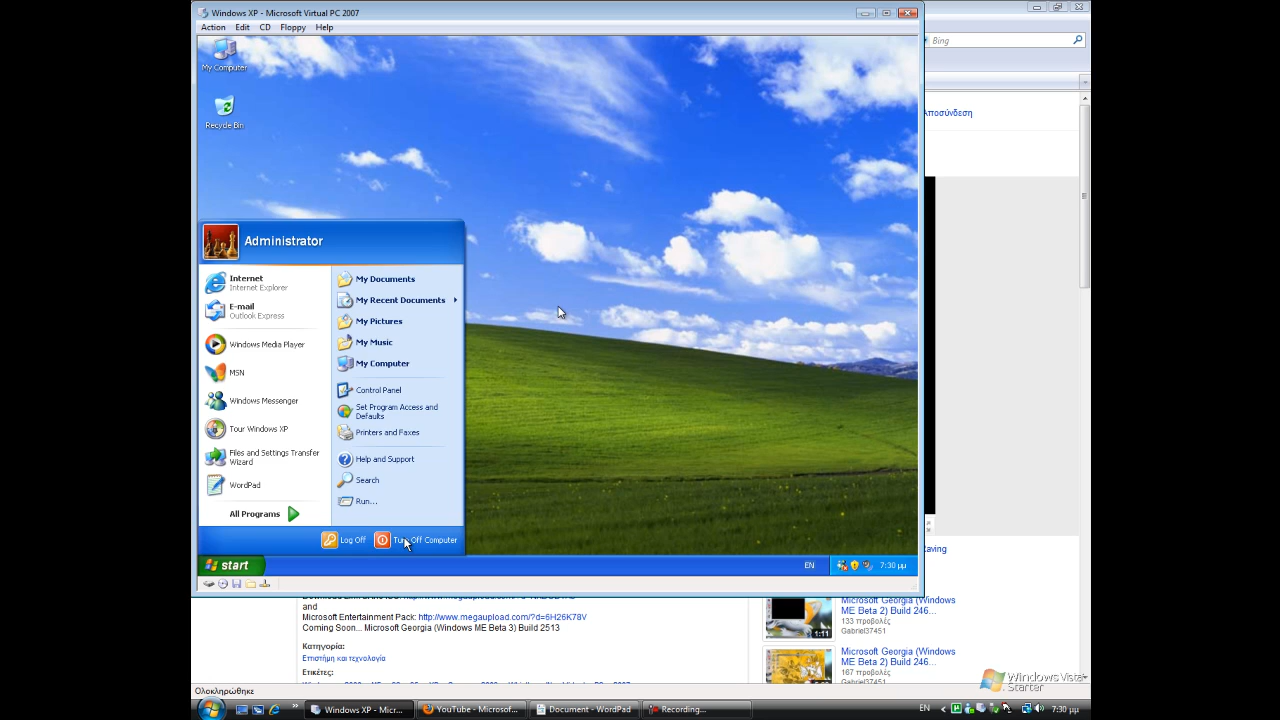 Windows XP - Microsoft Virtual PC 2007
Action Edit CD Floppy Help
Bing
My Computer
Recycle Bin
Αποσύνδεση
Administrator
Internet
Internet Explorer
E-mail
Outlook Express
Windows Media Player
MSN
Windows Messenger
Tour Windows XP
Files and Settings Transfer
Wizard
WordPad
All Programs
My Documents
My Recent Documents
My Pictures
My Music
My Computer
Control Panel
Set Program Access and
Defaults
Printers and Faxes
Help and Support
Search
Run...
Log Off Turn Off Computer
start
EN 7:30 μμ
and
Microsoft Entertainment Pack: http://www.megaupload.com/?d=6H26K78V
Coming Soon... Microsoft Georgia (Windows ME Beta 3) Build 2513
Κατηγορία:
Επιστήμη και τεχνολογία
Ετικέτες:
Microsoft Georgia (Windows
ME Beta 2) Build 246...
133 προβολές
Gabriel37451
1:11
Microsoft Georgia (Windows
ME Beta 2) Build 246...
167 προβολές
Gabriel37451
Ολοκληρώθηκε
Windows Vista
Starter
Windows XP - Micr...
YouTube - Microsof...
Document - WordPad
Recording...
EN
7:30 μμ